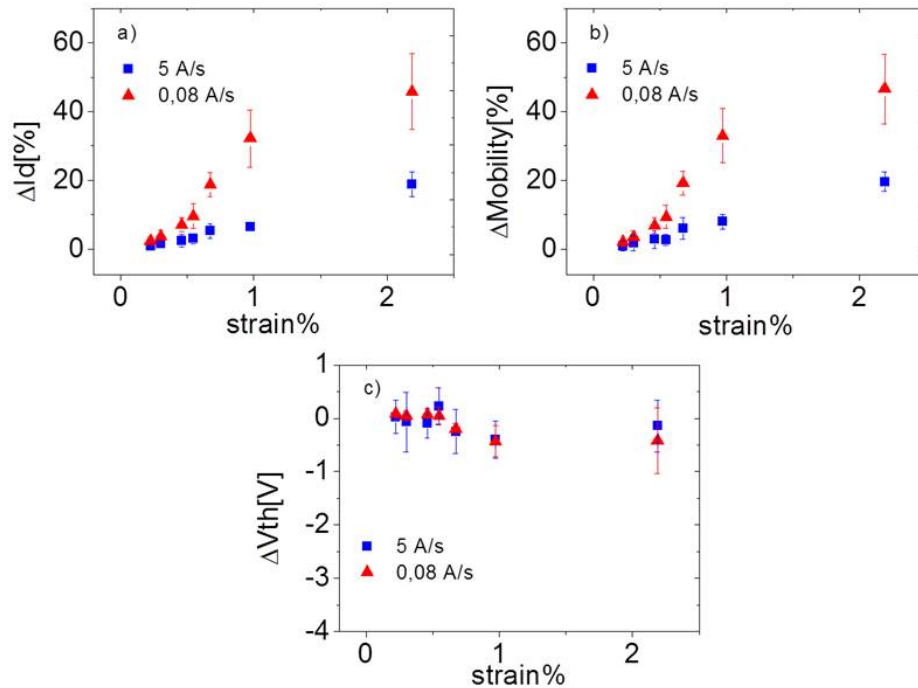 a)
5 A/s
0,08 A/s
60
40
20
0
ΔId[%]
0 1 2
strain%
b)
5 A/s
0,08 A/s
60
40
20
0
ΔMobility[%]
0 1 2
strain%
c)
1
0
-1
-2
-3
-4
ΔVth[V]
5 A/s
0,08 A/s
0 1 2
strain%